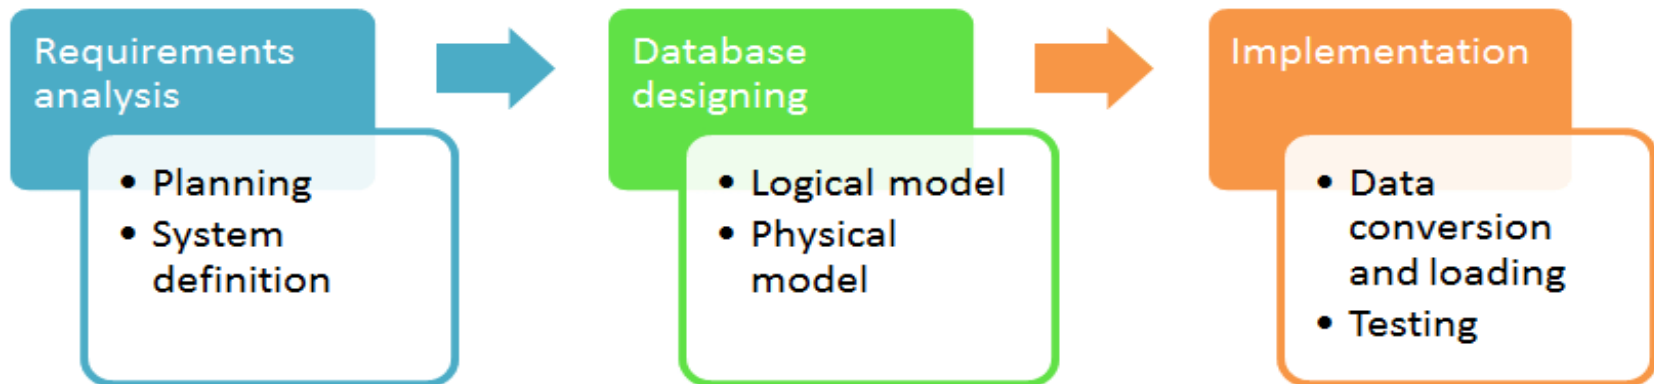 Requirements
analysis
• Planning
• System
definition
Database
designing
• Logical model
• Physical
model
Implementation
• Data
conversion
and loading
• Testing